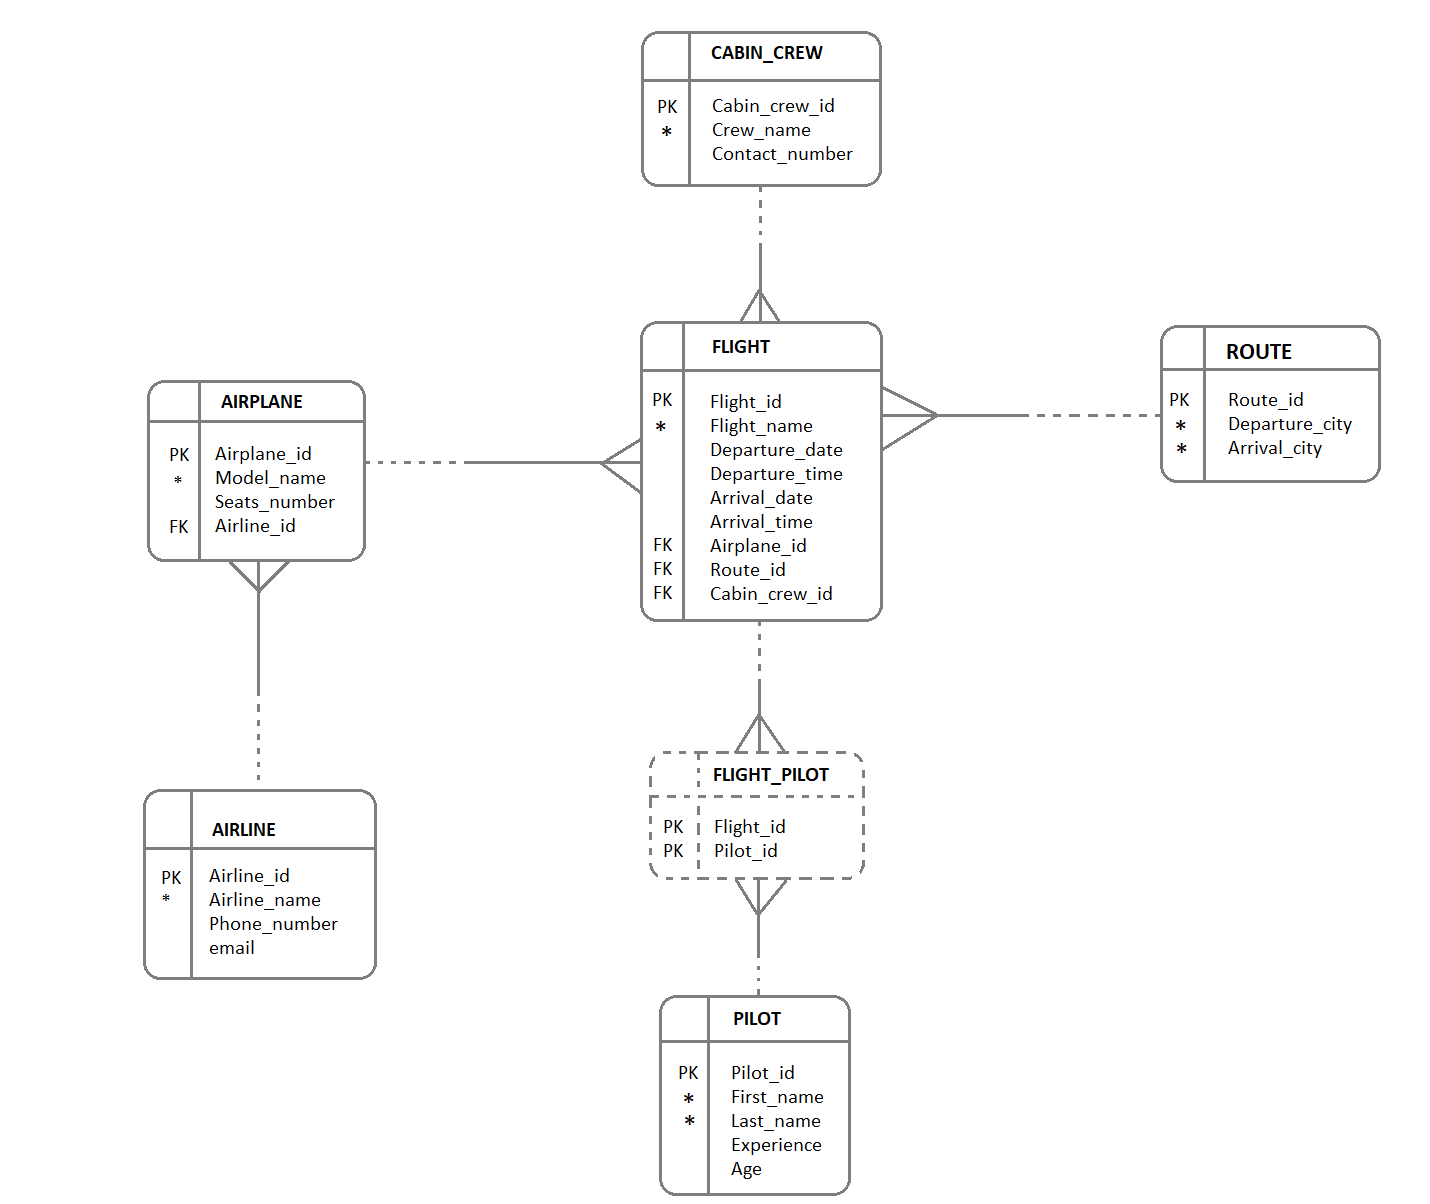 CABIN_CREW
PK Cabin_crew_id
* Crew_name
Contact_number
FLIGHT
PK Flight_id
* Flight_name
Departure_date
Departure_time
Arrival_date
Arrival_time
FK Airplane_id
FK Route_id
FK Cabin_crew_id
ROUTE
PK Route_id
* Departure_city
* Arrival_city
AIRPLANE
PK Airplane_id
* Model_name
Seats_number
FK Airline_id
AIRLINE
PK Airline_id
* Airline_name
Phone_number
email
FLIGHT_PILOT
PK Flight_id
PK Pilot_id
PILOT
PK Pilot_id
* First_name
* Last_name
Experience
Age